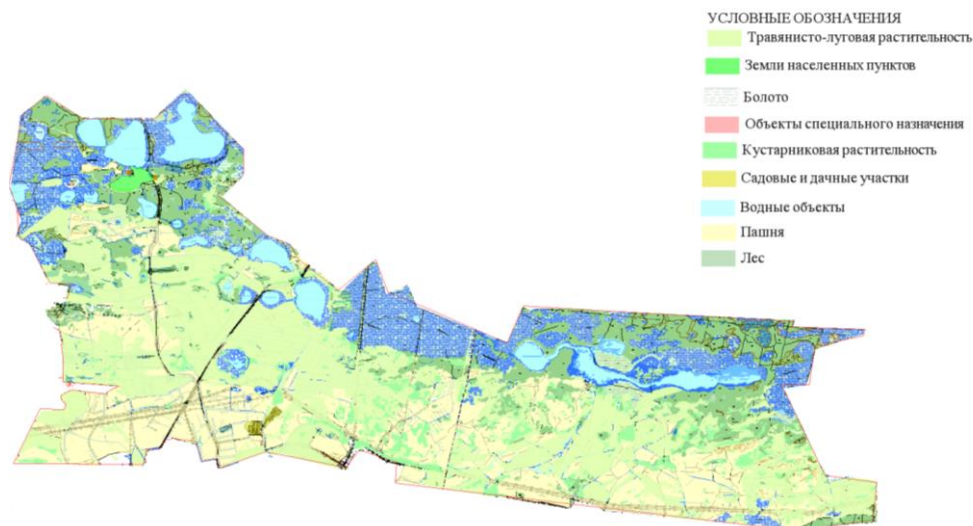 УСЛОВНЫЕ ОБОЗНАЧЕНИЯ
Травянисто-луговая растительность
Земли населенных пунктов
Болото
Объекты специального назначения
Кустарниковая растительность
Садовые и дачные участки
Водные объекты
Пашня
Лес